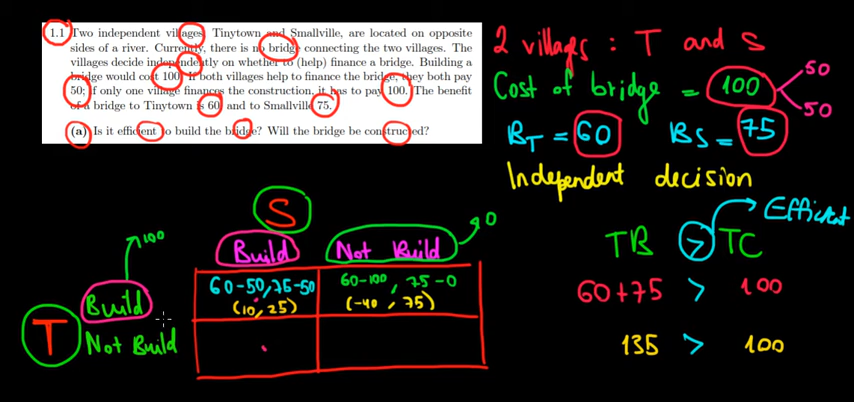 1.1 Two independent villages, Tinytown and Smallville, are located on opposite
sides of a river. Currently, there is no bridge connecting the two villages. The
villages decide independently on whether to (help) finance a bridge. Building a
bridge would cost 100. If both villages help to finance the bridge, they both pay
50; if only one village finances the construction, it has to pay 100. The benefit
of a bridge to Tinytown is 60 and to Smallville 75.
(a) Is it efficient to build the bridge? Will the bridge be constructed?
2 villages : T and S
Cost of bridge = 100
50
50
BT = 60 BS = 75
Independent decision
Efficient
TB > TC
60+75 > 100
135 > 100
S
100
Build Not Build
0
T
Build
60-50, 75-50 60-100, 75-0
(10, 25) (-40, 75)
Not Build